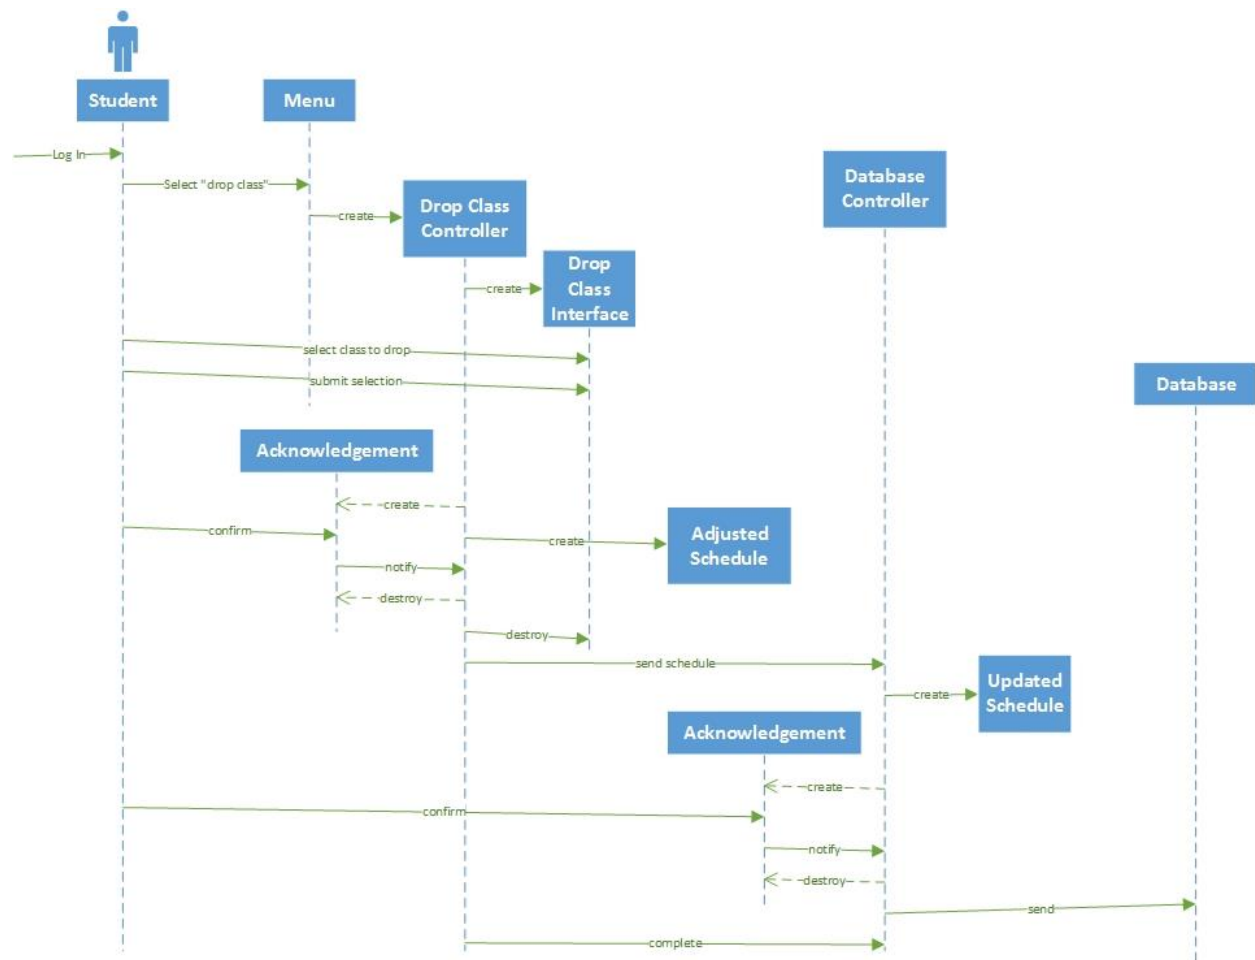 Student
Menu
Log In
Select "drop class"
Database
Controller
create
Drop Class
Controller
create
Drop
Class
Interface
select class to drop
submit selection
Database
Acknowledgement
create
confirm
create
Adjusted
Schedule
notify
destroy
destroy
send schedule
create
Updated
Schedule
Acknowledgement
create
confirm
notify
destroy
send
complete